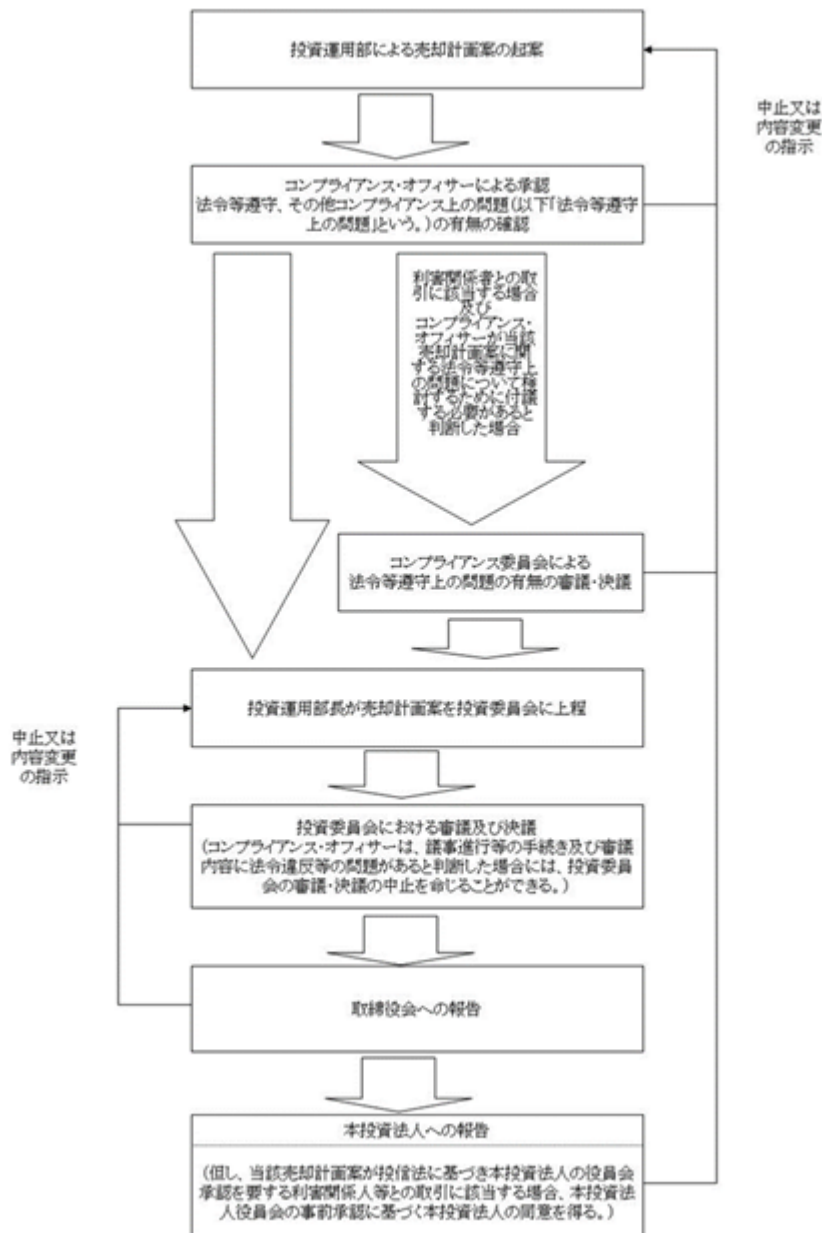 投資運用部による売却計画案の起案
中止又は
内容変更
の指示
コンプライアンス・オフィサーによる承認
法令等遵守、その他コンプライアンス上の問題(以下「法令等遵守
上の問題」という。)の有無の確認
利害関係者との取
引に該当する場合
及び
コンプライアンス・
オフィサーが当該
売却計画案に関
する法令等遵守上
の問題について検
討するために付議
する必要があると
判断した場合
コンプライアンス委員会による
法令等遵守上の問題の有無の審議・決議
投資運用部長が売却計画案を投資委員会に上程
中止又は
内容変更
の指示
投資委員会における審議及び決議
(コンプライアンス・オフィサーは、議事進行等の手続き及び審議
内容に法令違反等の問題があると判断した場合には、投資委員
会の審議・決議の中止を命じることができる。)
取締役会への報告
本投資法人への報告
(但し、当該売却計画案が投信法に基づき本投資法人の役員会
承認を要する利害関係人等との取引に該当する場合、本投資法
人役員会の事前承認に基づく本投資法人の同意を得る。)